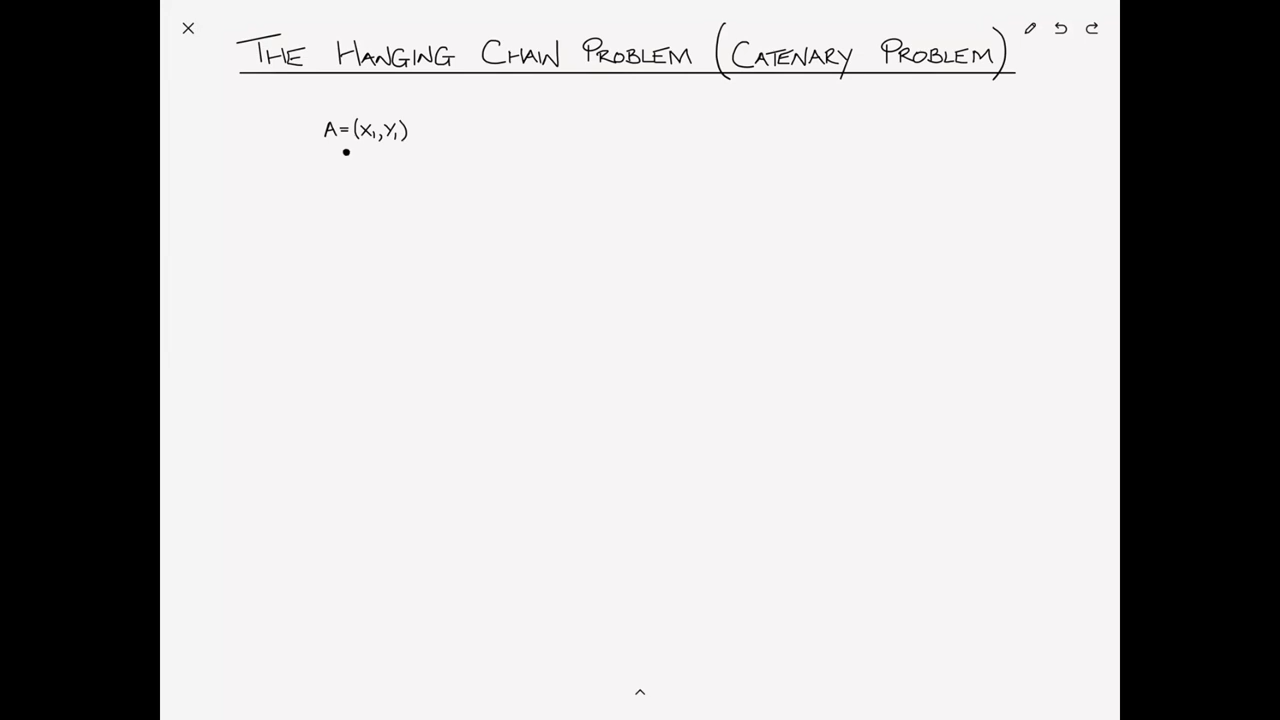 THE HANGING CHAIN PROBLEM (CATENARY PROBLEM)
A=(x₁,y₁)